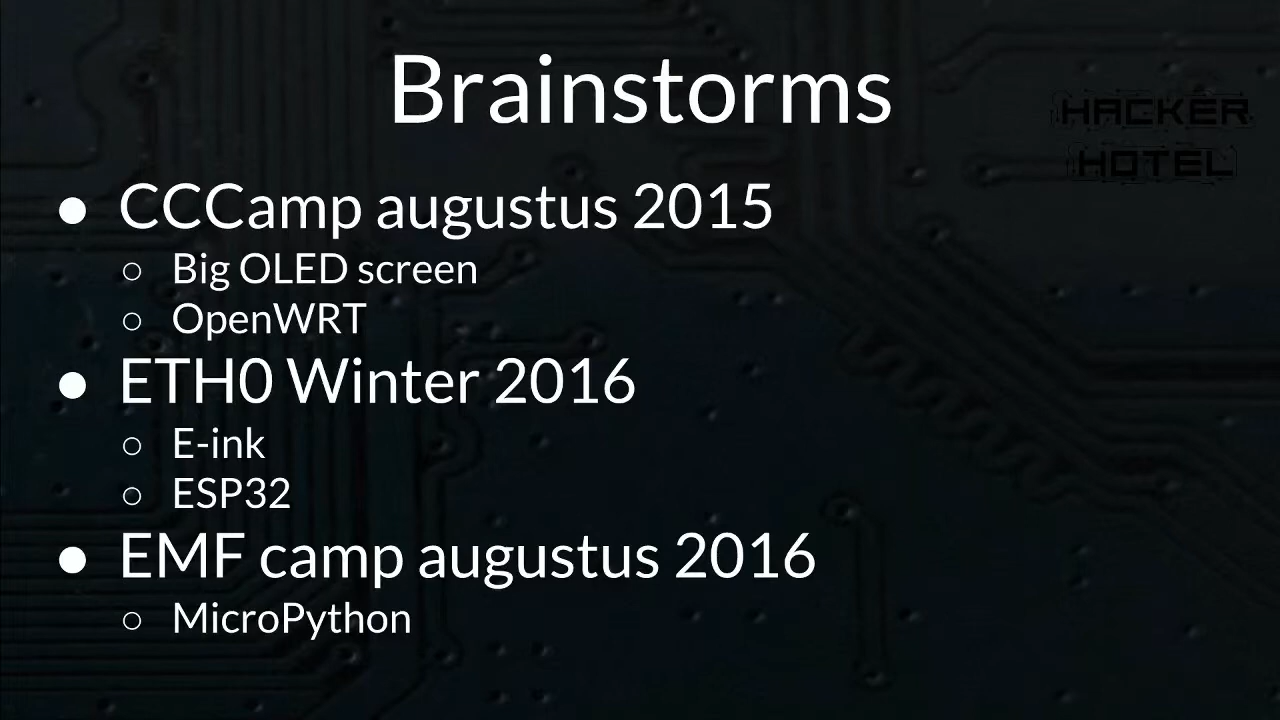 Brainstorms
HACKER
HOTEL
● CCCamp augustus 2015
○ Big OLED screen
○ OpenWRT
● ETH0 Winter 2016
○ E-ink
○ ESP32
● EMF camp augustus 2016
○ MicroPython